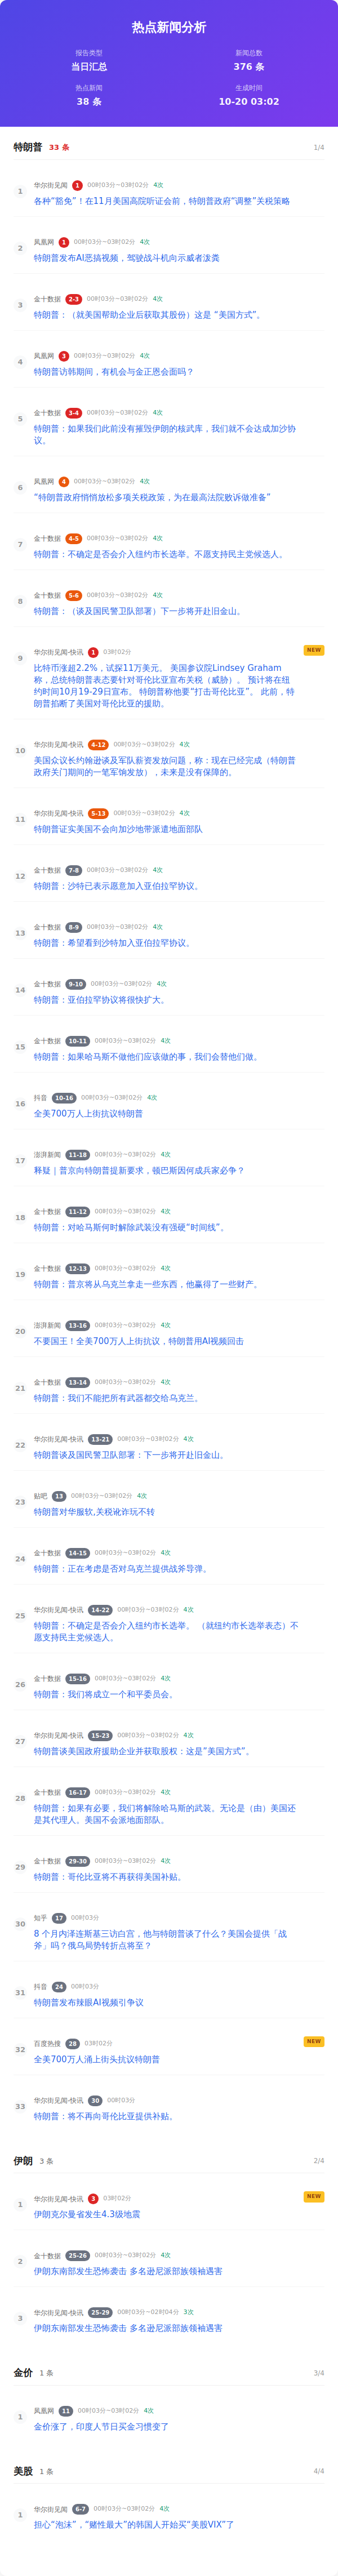 热点新闻分析
报告类型
新闻总数
当日汇总
376 条
热点新闻
生成时间
38 条
10-20 03:02
特朗普 33 条 1/4
1
华尔街见闻 1 00时03分~03时02分 4次
各种“豁免”！在11月美国高院听证会前，特朗普政府“调整”关税政策
2
凤凰网 1 00时03分~03时02分 4次
特朗普发布AI恶搞视频，驾驶战斗机向示威者泼粪
3
金十数据 2-3 00时03分~03时02分 4次
特朗普：（就美国帮助企业后获取其股份）这是 “美国方式”。
4
凤凰网 3 00时03分~03时02分 4次
特朗普访韩期间，有机会与金正恩会面吗？
5
金十数据 3-4 00时03分~03时02分 4次
特朗普：如果我们此前没有摧毁伊朗的核武库，我们就不会达成加沙协
议。
6
凤凰网 4 00时03分~03时02分 4次
“特朗普政府悄悄放松多项关税政策，为在最高法院败诉做准备”
7
金十数据 4-5 00时03分~03时02分 4次
特朗普：不确定是否会介入纽约市长选举。不愿支持民主党候选人。
8
金十数据 5-6 00时03分~03时02分 4次
特朗普：（谈及国民警卫队部署）下一步将开赴旧金山。
9
华尔街见闻-快讯 1 03时02分 NEW
比特币涨超2.2%，试探11万美元。 美国参议院Lindsey Graham
称，总统特朗普表态要针对哥伦比亚宣布关税（威胁）。 预计将在纽
约时间10月19-29日宣布。 特朗普称他要“打击哥伦比亚”。 此前，特
朗普掐断了美国对哥伦比亚的援助。
10
华尔街见闻-快讯 4-12 00时03分~03时02分 4次
美国众议长约翰逊谈及军队薪资发放问题，称：现在已经完成（特朗普
政府关门期间的一笔军饷发放），未来是没有保障的。
11
华尔街见闻-快讯 5-13 00时03分~03时02分 4次
特朗普证实美国不会向加沙地带派遣地面部队
12
金十数据 7-8 00时03分~03时02分 4次
特朗普：沙特已表示愿意加入亚伯拉罕协议。
13
金十数据 8-9 00时03分~03时02分 4次
特朗普：希望看到沙特加入亚伯拉罕协议。
14
金十数据 9-10 00时03分~03时02分 4次
特朗普：亚伯拉罕协议将很快扩大。
15
金十数据 10-11 00时03分~03时02分 4次
特朗普：如果哈马斯不做他们应该做的事，我们会替他们做。
16
抖音 10-16 00时03分~03时02分 4次
全美700万人上街抗议特朗普
17
澎湃新闻 11-18 00时03分~03时02分 4次
释疑｜普京向特朗普提新要求，顿巴斯因何成兵家必争？
18
金十数据 11-12 00时03分~03时02分 4次
特朗普：对哈马斯何时解除武装没有强硬“时间线”。
19
金十数据 12-13 00时03分~03时02分 4次
特朗普：普京将从乌克兰拿走一些东西，他赢得了一些财产。
20
澎湃新闻 13-16 00时03分~03时02分 4次
不要国王！全美700万人上街抗议，特朗普用AI视频回击
21
金十数据 13-14 00时03分~03时02分 4次
特朗普：我们不能把所有武器都交给乌克兰。
22
华尔街见闻-快讯 13-21 00时03分~03时02分 4次
特朗普谈及国民警卫队部署：下一步将开赴旧金山。
23
贴吧 13 00时03分~03时02分 4次
特朗普对华服软,关税讹诈玩不转
24
金十数据 14-15 00时03分~03时02分 4次
特朗普：正在考虑是否对乌克兰提供战斧导弹。
25
华尔街见闻-快讯 14-22 00时03分~03时02分 4次
特朗普：不确定是否会介入纽约市长选举。 （就纽约市长选举表态）不
愿支持民主党候选人。
26
金十数据 15-16 00时03分~03时02分 4次
特朗普：我们将成立一个和平委员会。
27
华尔街见闻-快讯 15-23 00时03分~03时02分 4次
特朗普谈美国政府援助企业并获取股权：这是“美国方式”。
28
金十数据 16-17 00时03分~03时02分 4次
特朗普：如果有必要，我们将解除哈马斯的武装。无论是（由）美国还
是其代理人。美国不会派地面部队。
29
金十数据 29-30 00时03分~03时02分 4次
特朗普：哥伦比亚将不再获得美国补贴。
30
知乎 17 00时03分
8 个月内泽连斯基三访白宫，他与特朗普谈了什么？美国会提供「战
斧」吗？俄乌局势转折点将至？
31
抖音 24 00时03分
特朗普发布辣眼AI视频引争议
32
百度热搜 28 03时02分 NEW
全美700万人涌上街头抗议特朗普
33
华尔街见闻-快讯 30 00时03分
特朗普：将不再向哥伦比亚提供补贴。
伊朗 3 条 2/4
1
华尔街见闻-快讯 3 03时02分 NEW
伊朗克尔曼省发生4.3级地震
2
金十数据 25-26 00时03分~03时02分 4次
伊朗东南部发生恐怖袭击 多名逊尼派部族领袖遇害
3
华尔街见闻-快讯 25-29 00时03分~02时04分 3次
伊朗东南部发生恐怖袭击 多名逊尼派部族领袖遇害
金价 1 条 3/4
1
凤凰网 11 00时03分~03时02分 4次
金价涨了，印度人节日买金习惯变了
美股 1 条 4/4
1
华尔街见闻 6-7 00时03分~03时02分 4次
担心“泡沫”，“赌性最大”的韩国人开始买“美股VIX”了